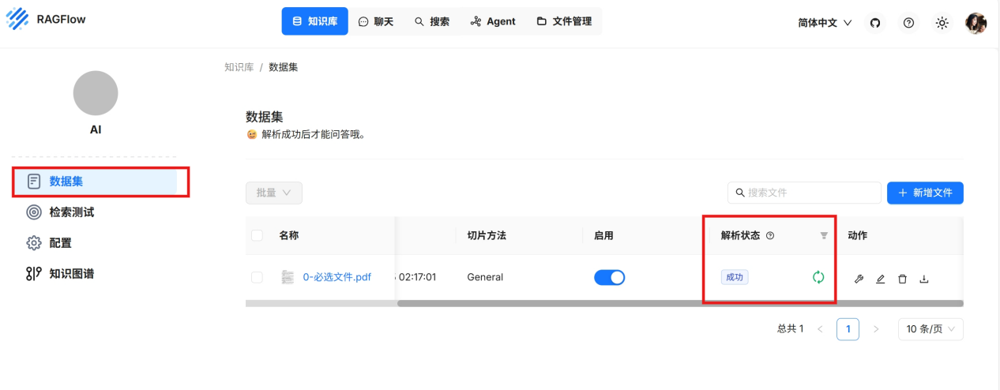 RAGFlow 知识库 聊天 搜索 Agent 文件管理 简体中文
知识库 / 数据集
AI
数据集
解析成功后才能问答哦。
数据集
检索测试
配置
知识图谱
批量 搜索文件 + 新增文件
名称 切片方法 启用 解析状态 动作
0-必选文件.pdf 02:17:01 General 成功
总共 1 < 1 > 10 条/页